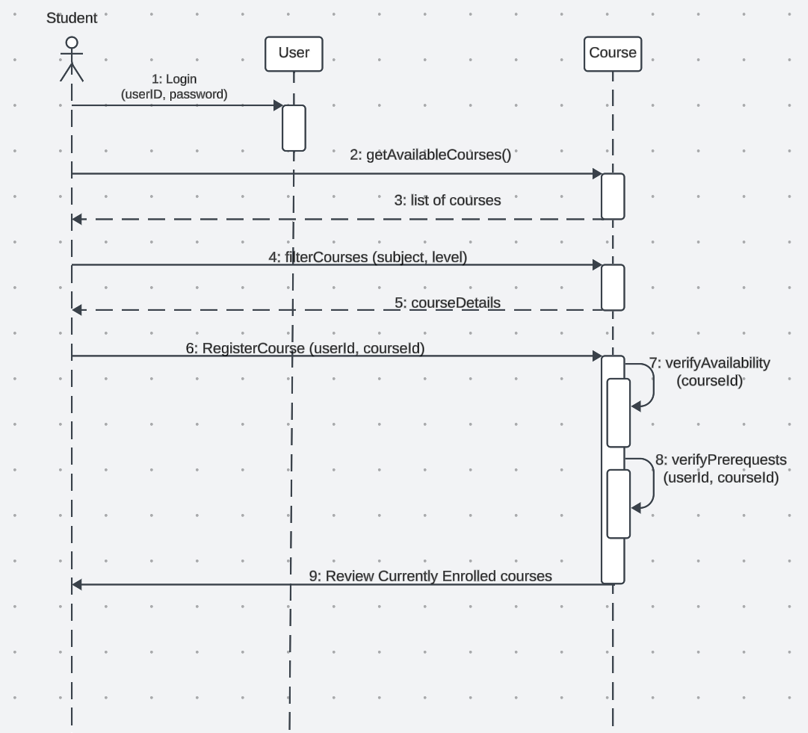 Student
User
Course
1: Login
(userID, password)
2: getAvailableCourses()
3: list of courses
4: filterCourses (subject, level)
5: courseDetails
6: RegisterCourse (userId, courseId)
7: verifyAvailability
(courseId)
8: verifyPrerequests
(userId, courseId)
9: Review Currently Enrolled courses